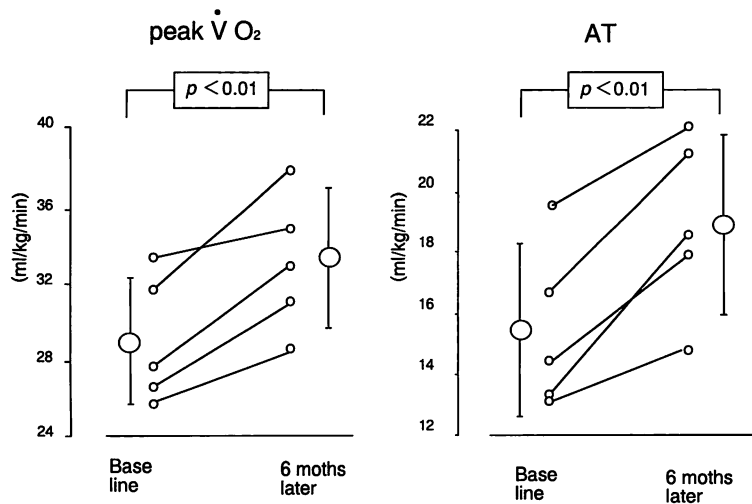 peak V̇ O₂
p < 0.01
40
36
32
28
24
(ml/kg/min)
Base
line
6 moths
later
AT
p < 0.01
22
20
18
16
14
12
(ml/kg/min)
Base
line
6 moths
later